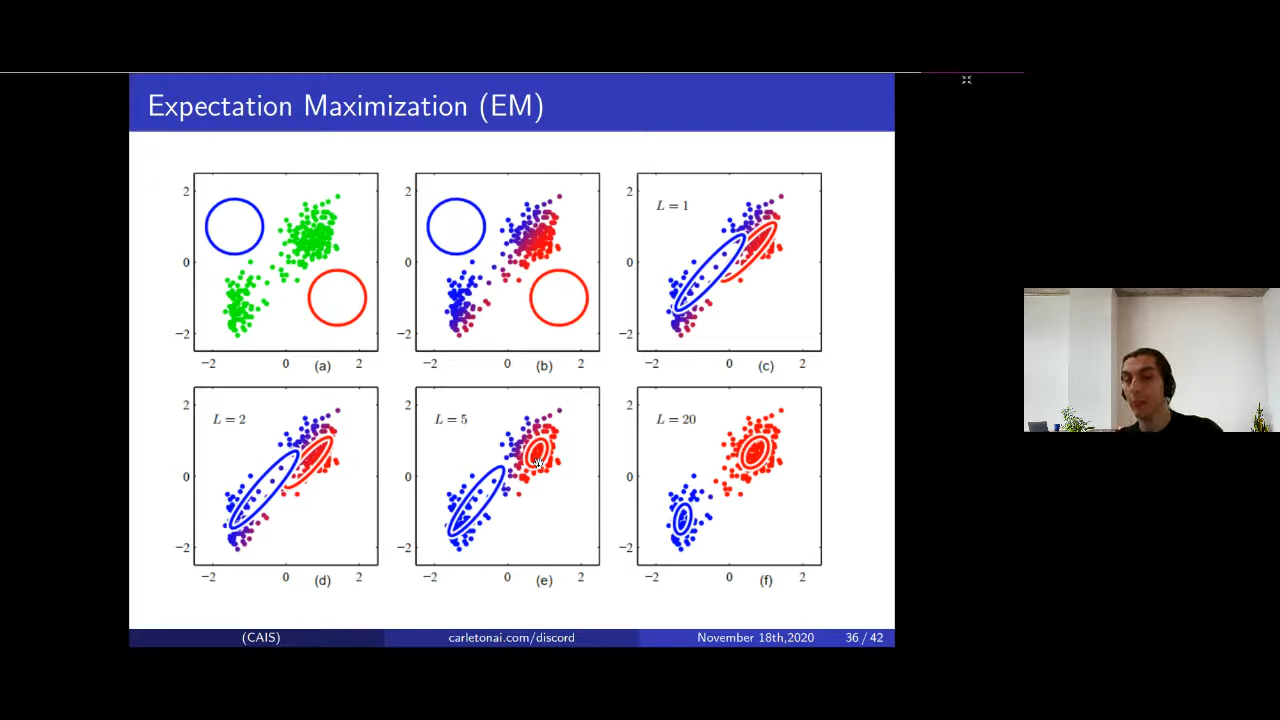 Expectation Maximization (EM)
2
0
−2
−2 0 (a) 2
2
0
−2
−2 0 (b) 2
L = 1
2
0
−2
−2 0 (c) 2
L = 2
2
0
−2
−2 0 (d) 2
L = 5
2
0
−2
−2 0 (e) 2
L = 20
2
0
−2
−2 0 (f) 2
(CAIS) carletonai.com/discord November 18th,2020 36 / 42